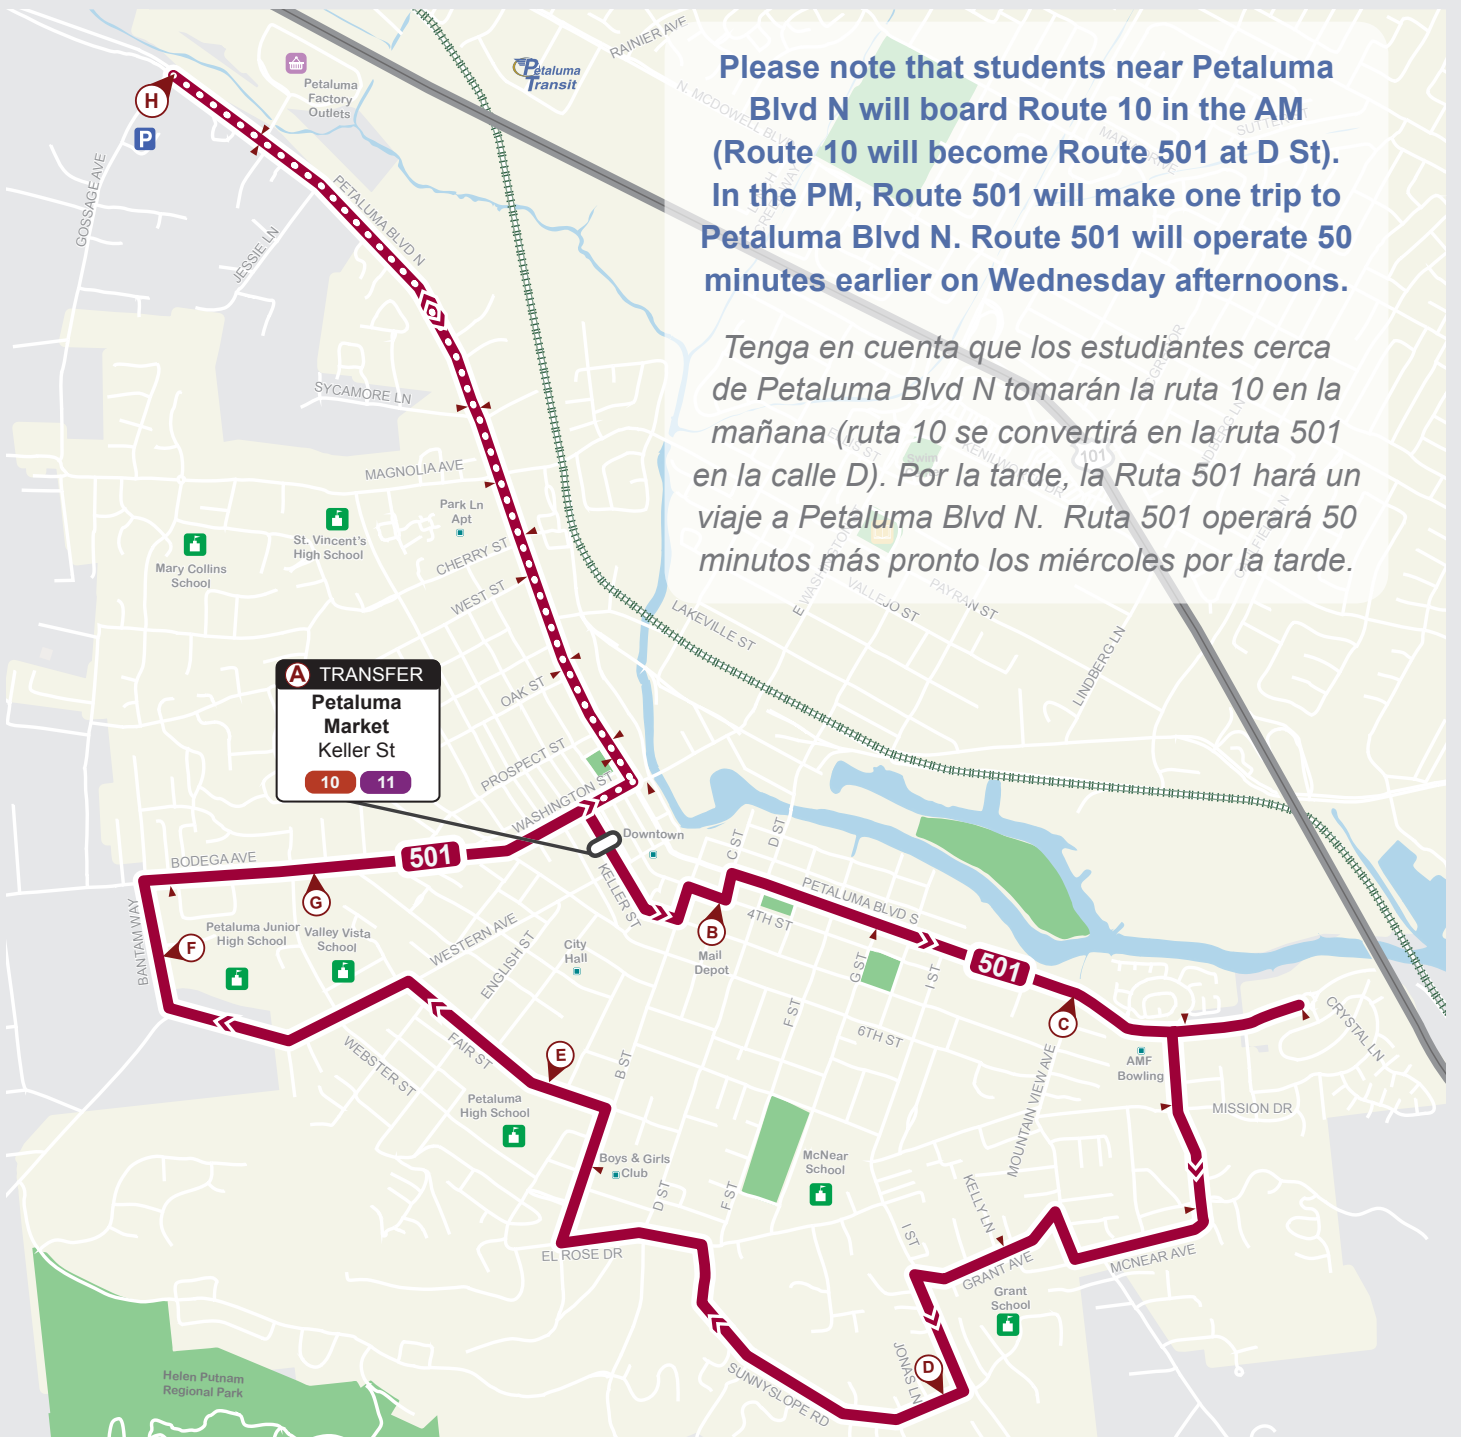 RAINIER AVE
Petaluma
Transit
Petaluma
Factory
Outlets
H
P
GOSSAGE AVE
PETALUMA BLVD N
JESSIE LN
Please note that students near Petaluma
Blvd N will board Route 10 in the AM
(Route 10 will become Route 501 at D St).
In the PM, Route 501 will make one trip to
Petaluma Blvd N. Route 501 will operate 50
minutes earlier on Wednesday afternoons.
Tenga en cuenta que los estudiantes cerca
de Petaluma Blvd N tomarán la ruta 10 en la
mañana (ruta 10 se convertirá en la ruta 501
en la calle D). Por la tarde, la Ruta 501 hará un
viaje a Petaluma Blvd N. Ruta 501 operará 50
minutos más pronto los miércoles por la tarde.
N. MCDOWELL BLVD
101
SYCAMORE LN
MAGNOLIA AVE
Park Ln
Apt
St. Vincent's
High School
Mary Collins
School
CHERRY ST
WEST ST
E WASHINGTON ST
VALLEJO ST
PAYRAN ST
LAKEVILLE ST
LINDBERG LN
A TRANSFER
Petaluma
Market
Keller St
10 11
OAK ST
PROSPECT ST
WASHINGTON ST
Downtown
C ST
D ST
BODEGA AVE
501
KELLER ST
G
B
Mail
Depot
4TH ST
PETALUMA BLVD S
BANTAM WAY
F
Petaluma Junior
High School
Valley Vista
School
WESTERN AVE
ENGLISH ST
City
Hall
G ST
I ST
501
F ST
6TH ST
C
CRYSTAL LN
AMF
Bowling
MISSION DR
WEBSTER ST
FAIR ST
E
B ST
Petaluma
High School
Boys & Girls
Club
D ST
F ST
McNear
School
MOUNTAIN VIEW AVE
KELLY LN
I ST
EL ROSE DR
GRANT AVE
MCNEAR AVE
Grant
School
JONAS LN
D
SUNNYSLOPE RD
Helen Putnam
Regional Park